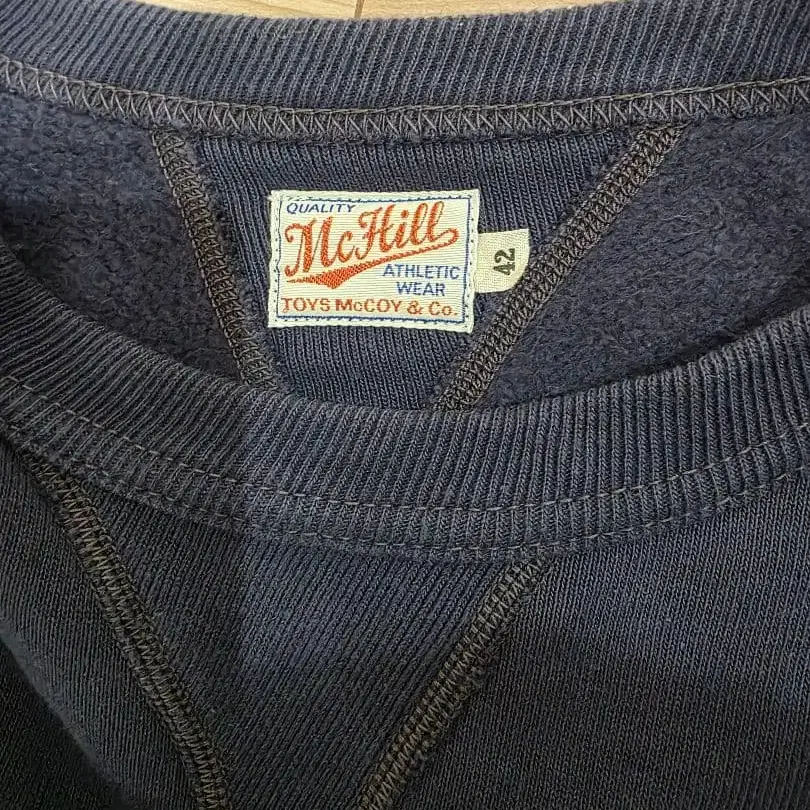 QUALITY
McHill
ATHLETIC
WEAR
TOYS McCOY & Co.
42